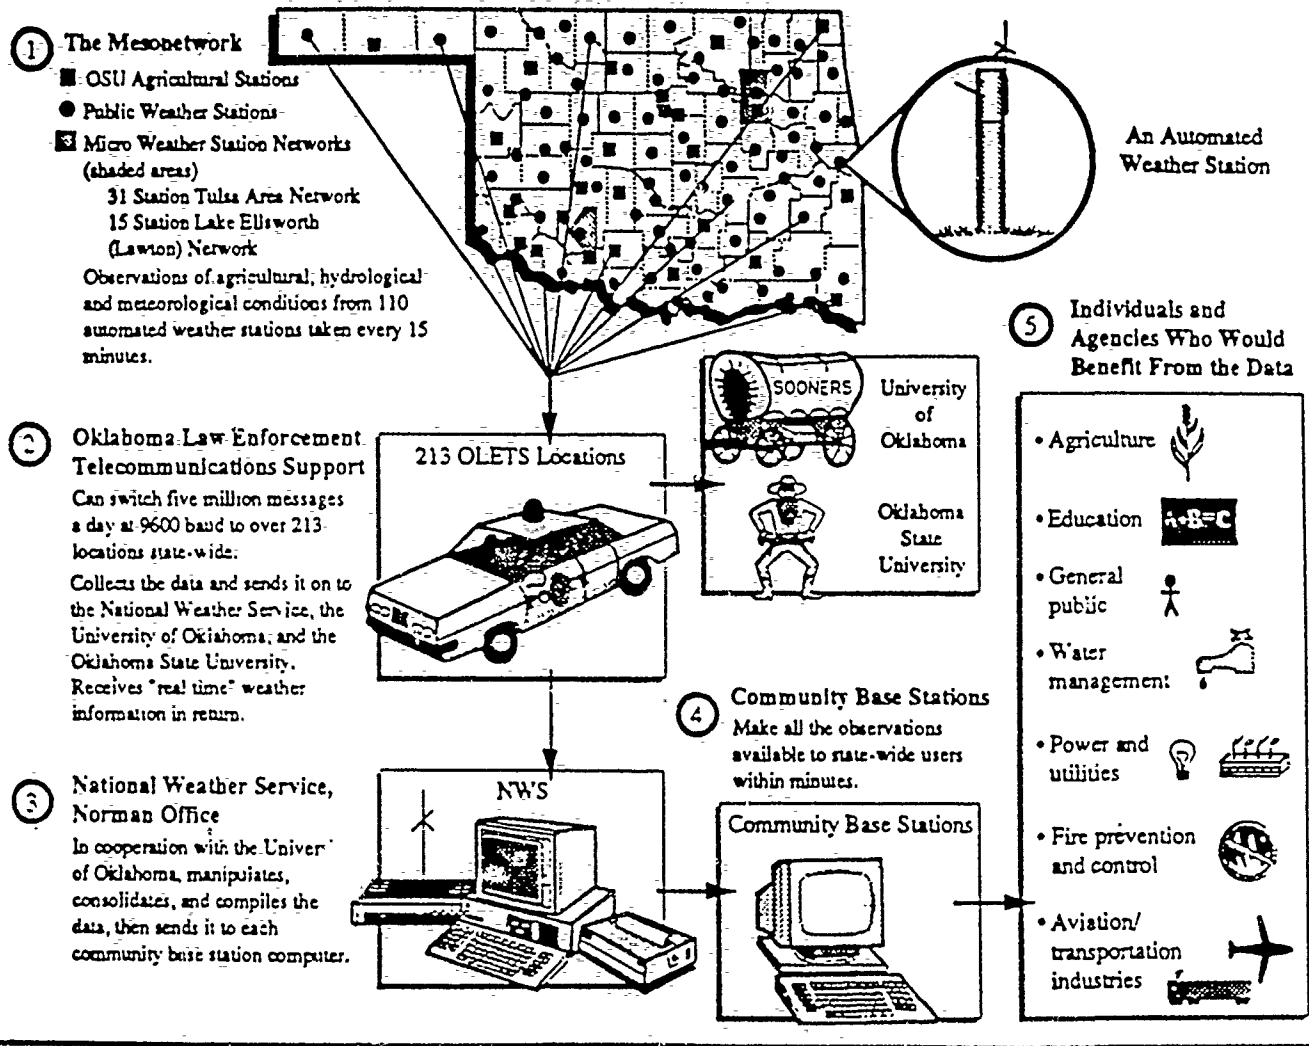 1 The Mesonetwork
OSU Agricultural Stations
Public Weather Stations
Micro Weather Station Networks
(shaded areas)
31 Station Tulsa Area Network
15 Station Lake Ellsworth
(Lawton) Network
Observations of agricultural, hydrological
and meteorological conditions from 110
automated weather stations taken every 15
minutes.
An Automated
Weather Station
2 Oklahoma Law Enforcement
Telecommunications Support
Can switch five million messages
a day at 9600 baud to over 213
locations state-wide.
Collects the data and sends it on to
the National Weather Service, the
University of Oklahoma, and the
Oklahoma State University.
Receives "real time" weather
information in return.
213 OLETS Locations
SOONERS
University
of
Oklahoma
Oklahoma
State
University
3 National Weather Service,
Norman Office
In cooperation with the Univer
of Oklahoma, manipulates,
consolidates, and compiles the
data, then sends it to each
community base station computer.
NWS
4 Community Base Stations
Make all the observations
available to state-wide users
within minutes.
Community Base Stations
5 Individuals and
Agencies Who Would
Benefit From the Data
• Agriculture
• Education
A+B=C
• General
public
• Water
management
• Power and
utilities
• Fire prevention
and control
• Aviation/
transportation
industries